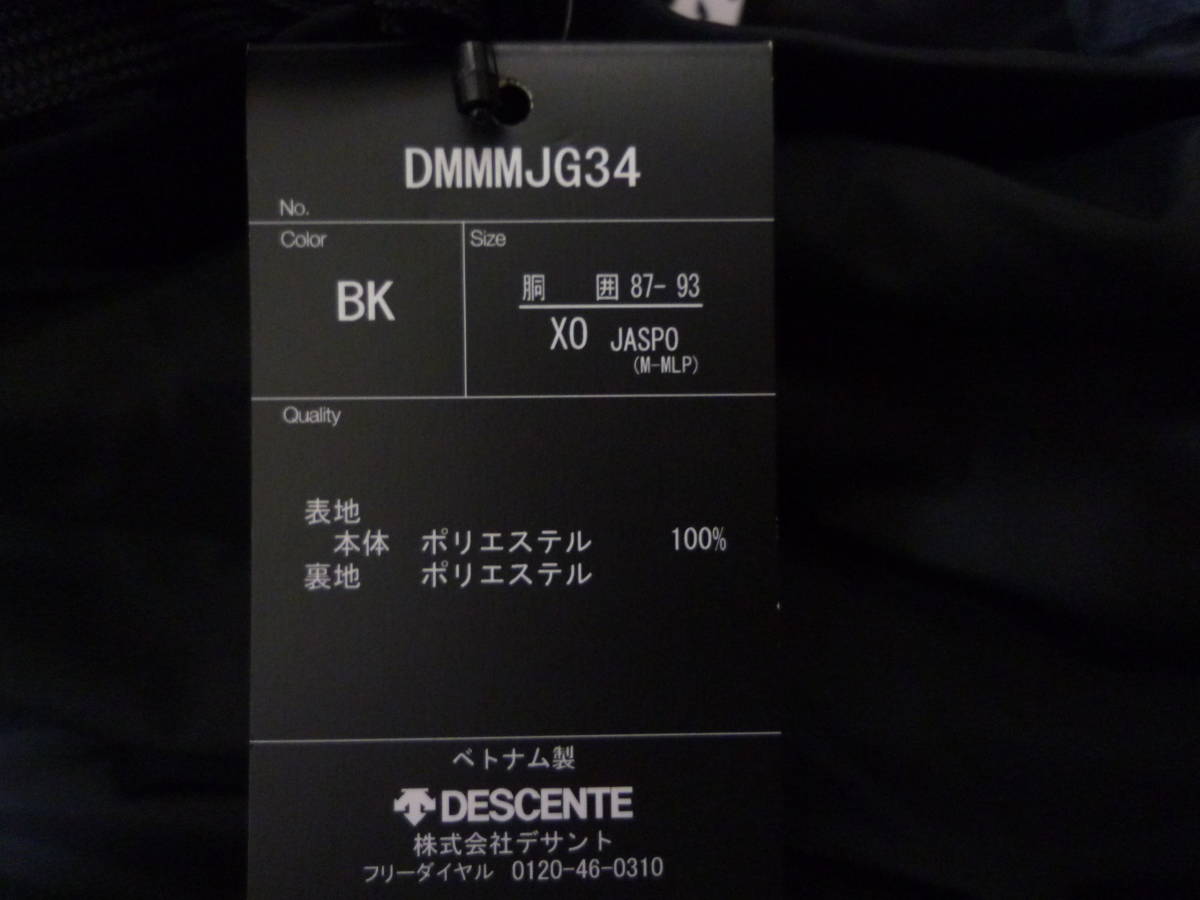 DMMMJG34
No.
Color
BK
Size
胴　囲 87- 93
XO JASPO
(M-MLP)
Quality
表地
本体 ポリエステル 100%
裏地 ポリエステル
ベトナム製
DESCENTE
株式会社デサント
フリーダイヤル 0120-46-0310